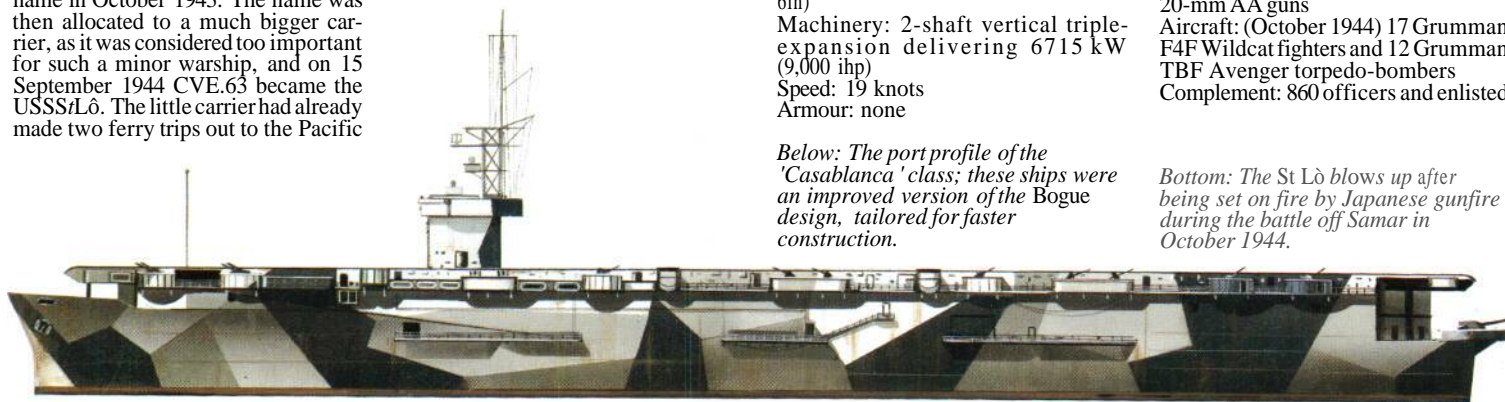 name in October 1943. The name was
then allocated to a much bigger car-
rier, as it was considered too important
for such a minor warship, and on 15
September 1944 CVE.63 became the
USSStLô. The little carrier had already
made two ferry trips out to the Pacific
6in)
Machinery: 2-shaft vertical triple-
expansion delivering 6715 kW
(9,000 ihp)
Speed: 19 knots
Armour: none
Below: The port profile of the
'Casablanca' class; these ships were
an improved version of the Bogue
design, tailored for faster
construction.
20-mm AA guns
Aircraft: (October 1944) 17 Grumman
F4F Wildcat fighters and 12 Grumman
TBF Avenger torpedo-bombers
Complement: 860 officers and enlisted
Bottom: The St Lò blows up after
being set on fire by Japanese gunfire
during the battle off Samar in
October 1944.